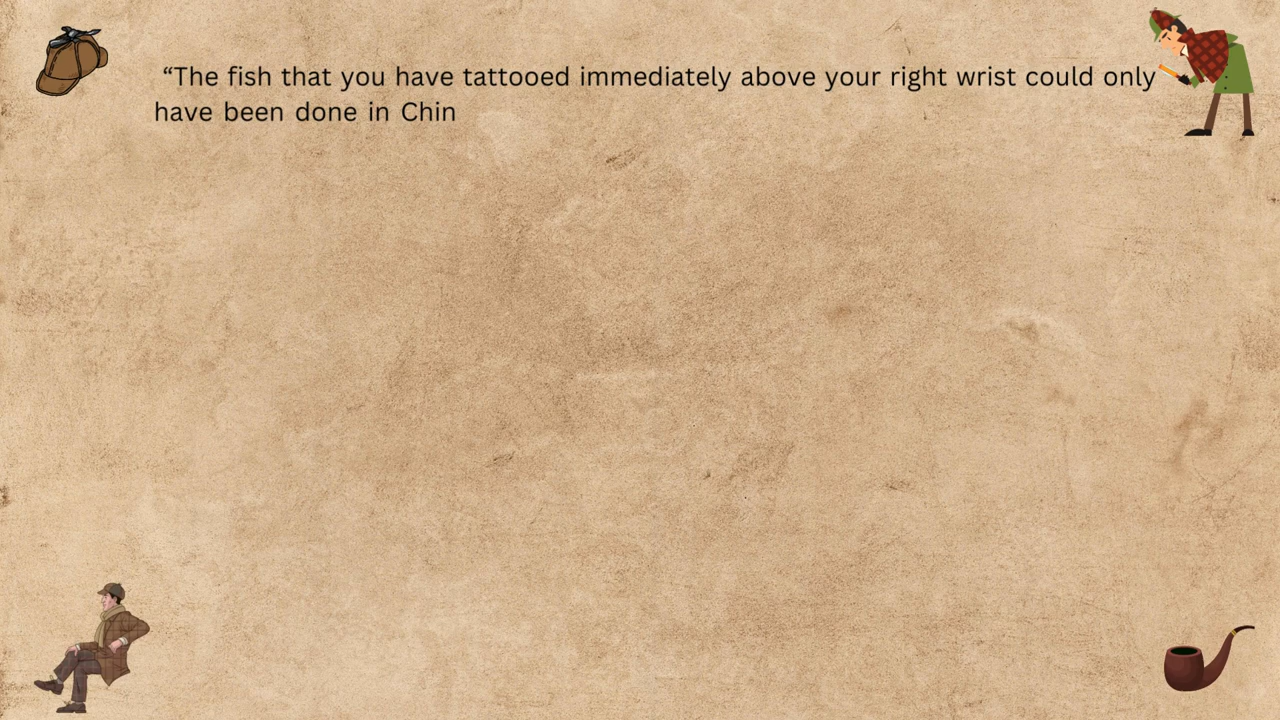 “The fish that you have tattooed immediately above your right wrist could only
have been done in Chin